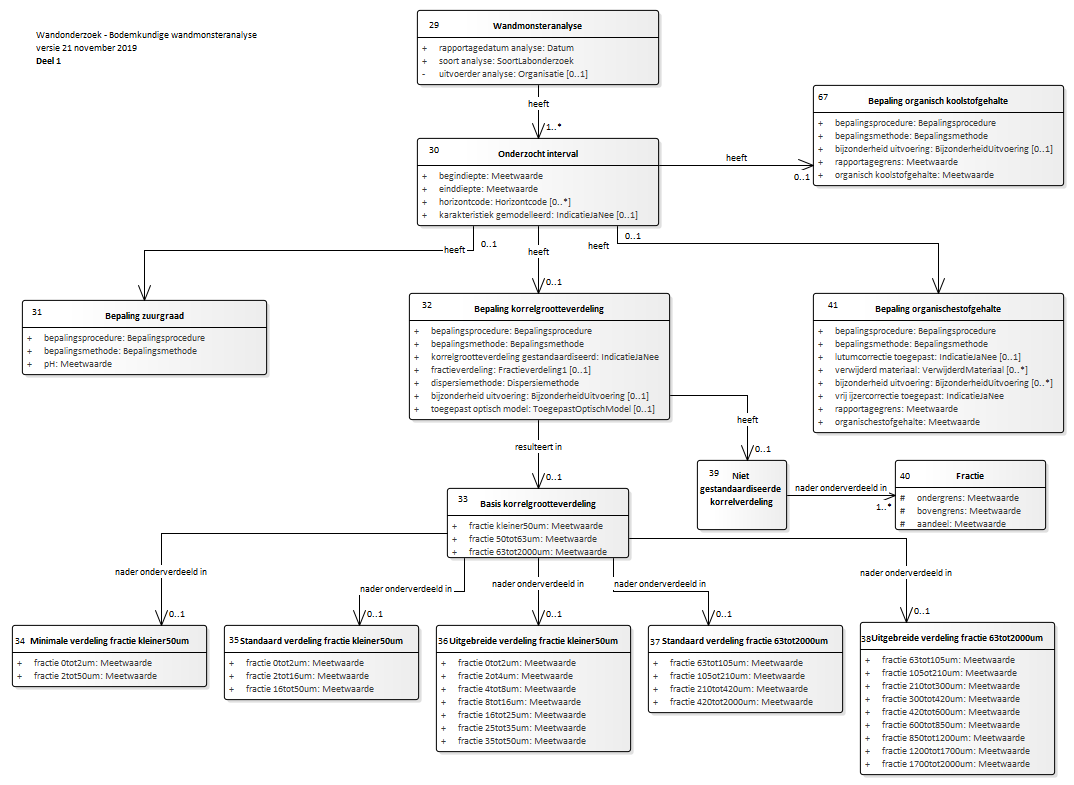 Wandonderzoek - Bodemkundige wandmonsteranalyse
versie 21 november 2019
Deel 1
29 Wandmonsteranalyse
+ rapportagedatum analyse: Datum
+ soort analyse: SoortLabonderzoek
- uitvoerder analyse: Organisatie [0..1]
heeft
1..*
30 Onderzocht interval
+ begindiepte: Meetwaarde
+ einddiepte: Meetwaarde
+ horizontcode: Horizontcode [0..*]
+ karakteristiek gemodelleerd: IndicatieJaNee [0..1]
heeft
0..1
67 Bepaling organisch koolstofgehalte
+ bepalingsprocedure: Bepalingsprocedure
+ bepalingsmethode: Bepalingsmethode
+ bijzonderheid uitvoering: BijzonderheidUitvoering [0..1]
+ rapportagegrens: Meetwaarde
+ organisch koolstofgehalte: Meetwaarde
heeft
0..1
heeft
0..1
heeft
0..1
31 Bepaling zuurgraad
+ bepalingsprocedure: Bepalingsprocedure
+ bepalingsmethode: Bepalingsmethode
+ pH: Meetwaarde
32 Bepaling korrelgrootteverdeling
+ bepalingsprocedure: Bepalingsprocedure
+ bepalingsmethode: Bepalingsmethode
+ korrelgrootteverdeling gestandaardiseerd: IndicatieJaNee
+ fractieverdeling: Fractieverdeling1 [0..1]
+ dispersiemethode: Dispersiemethode
+ bijzonderheid uitvoering: BijzonderheidUitvoering [0..1]
+ toegepast optisch model: ToegepastOptischModel [0..1]
41 Bepaling organischestofgehalte
+ bepalingsprocedure: Bepalingsprocedure
+ bepalingsmethode: Bepalingsmethode
+ lutumcorrectie toegepast: IndicatieJaNee [0..1]
+ verwijderd materiaal: VerwijderdMateriaal [0..*]
+ bijzonderheid uitvoering: BijzonderheidUitvoering [0..*]
+ vrij ijzercorrectie toegepast: IndicatieJaNee
+ rapportagegrens: Meetwaarde
+ organischestofgehalte: Meetwaarde
heeft
0..1
resulteert in
0..1
39 Niet
gestandaardiseerde
korrelverdeling
nader onderverdeeld in
1..*
40 Fractie
# ondergrens: Meetwaarde
# bovengrens: Meetwaarde
# aandeel: Meetwaarde
33 Basis korrelgrootteverdeling
+ fractie kleiner50um: Meetwaarde
+ fractie 50tot63um: Meetwaarde
+ fractie 63tot2000um: Meetwaarde
nader onderverdeeld in
0..1
nader onderverdeeld in
0..1
nader onderverdeeld in
0..1
nader onderverdeeld in
0..1
nader onderverdeeld in
0..1
34 Minimale verdeling fractie kleiner50um
+ fractie 0tot2um: Meetwaarde
+ fractie 2tot50um: Meetwaarde
35 Standaard verdeling fractie kleiner50um
+ fractie 0tot2um: Meetwaarde
+ fractie 2tot16um: Meetwaarde
+ fractie 16tot50um: Meetwaarde
36 Uitgebreide verdeling fractie kleiner50um
+ fractie 0tot2um: Meetwaarde
+ fractie 2ot4um: Meetwaarde
+ fractie 4tot8um: Meetwaarde
+ fractie 8tot16um: Meetwaarde
+ fractie 16tot25um: Meetwaarde
+ fractie 25tot35um: Meetwaarde
+ fractie 35tot50um: Meetwaarde
37 Standaard verdeling fractie 63tot2000um
+ fractie 63tot105um: Meetwaarde
+ fractie 105ot210um: Meetwaarde
+ fractie 210tot420um: Meetwaarde
+ fractie 420tot2000um: Meetwaarde
38 Uitgebreide verdeling fractie 63tot2000um
+ fractie 63tot105um: Meetwaarde
+ fractie 105ot210um: Meetwaarde
+ fractie 210tot300um: Meetwaarde
+ fractie 300tot420um: Meetwaarde
+ fractie 420tot600um: Meetwaarde
+ fractie 600tot850um: Meetwaarde
+ fractie 850tot1200um: Meetwaarde
+ fractie 1200tot1700um: Meetwaarde
+ fractie 1700tot2000um: Meetwaarde